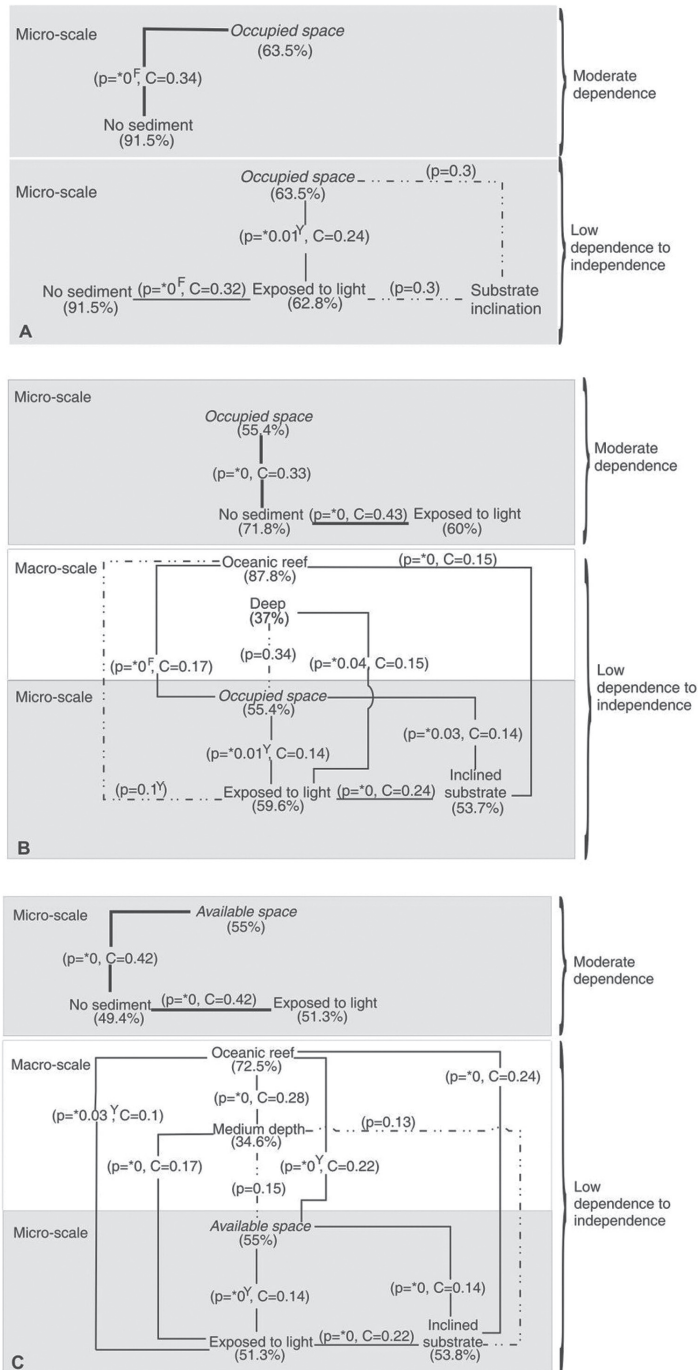 Micro-scale
Occupied space
(63.5%)
(p=*0F, C=0.34)
Moderate
dependence
No sediment
(91.5%)
Micro-scale
Occupied space
(63.5%)
(p=0.3)
(p=*0.01Y, C=0.24)
Low
dependence to
independence
No sediment
(91.5%)
(p=*0F, C=0.32)
Exposed to light
(62.8%)
(p=0.3)
Substrate
inclination
A
Micro-scale
Occupied space
(55.4%)
(p=*0, C=0.33)
Moderate
dependence
No sediment
(71.8%)
(p=*0, C=0.43)
Exposed to light
(60%)
Macro-scale
Oceanic reef
(87.8%)
(p=*0, C=0.15)
Deep
(37%)
(p=*0F, C=0.17)
(p=0.34)
(p=*0.04, C=0.15)
Low
dependence to
independence
Micro-scale
Occupied space
(55.4%)
(p=*0.01Y, C=0.14)
(p=*0.03, C=0.14)
(p=0.1Y)
Exposed to light
(59.6%)
(p=*0, C=0.24)
Inclined
substrate
(53.7%)
B
Micro-scale
Available space
(55%)
(p=*0, C=0.42)
Moderate
dependence
No sediment
(49.4%)
(p=*0, C=0.42)
Exposed to light
(51.3%)
Macro-scale
Oceanic reef
(72.5%)
(p=*0, C=0.24)
(p=*0, C=0.28)
(p=*0.03 Y, C=0.1)
Medium depth
(34.6%)
(p=0.13)
(p=*0, C=0.17)
(p=*0Y, C=0.22)
(p=0.15)
Low
dependence to
independence
Micro-scale
Available space
(55%)
(p=*0Y, C=0.14)
(p=*0, C=0.14)
Exposed to light
(51.3%)
(p=*0, C=0.22)
Inclined
substrate
(53.8%)
C